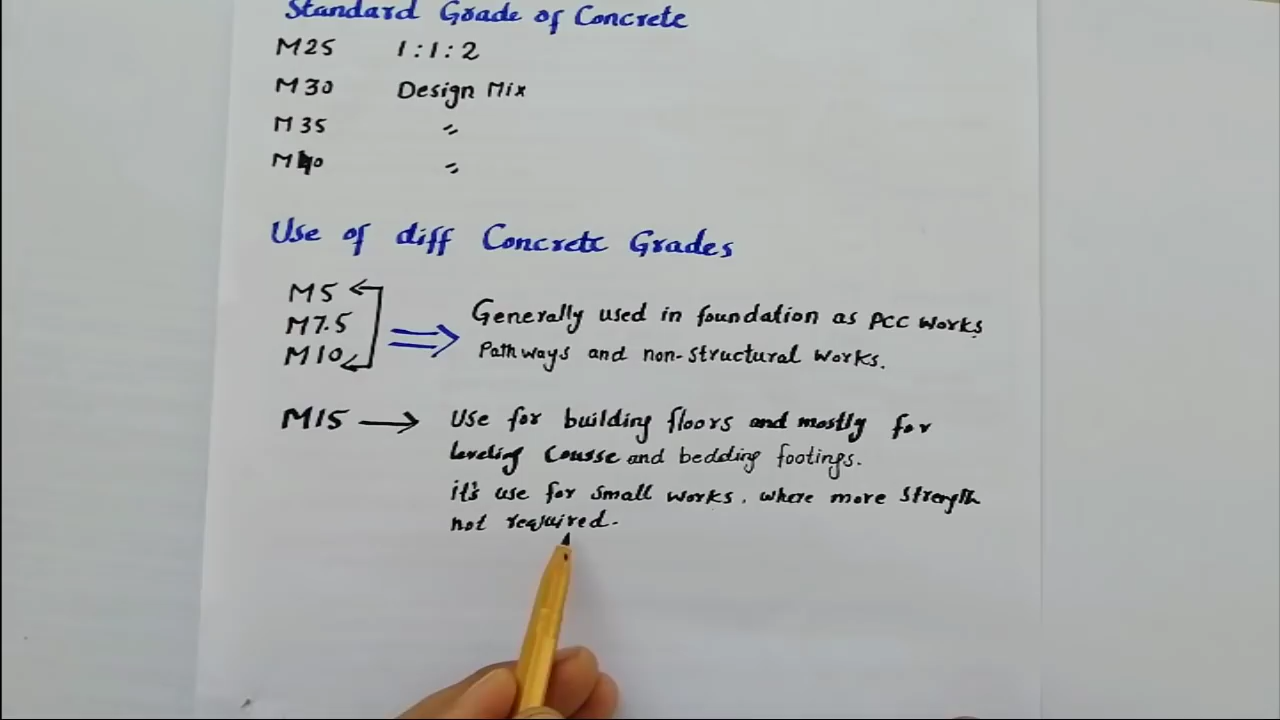 Standard Grade of Concrete
M25 1:1:2
M30 Design Mix
M35 〃
M40 〃
Use of diff Concrete Grades
M5
M7.5
M10
Generally used in foundation as PCC works
Pathways and non-structural works.
M15 → Use for building floors and mostly for
leveling Course and bedding footings.
it's use for small works. where more strength
not required.